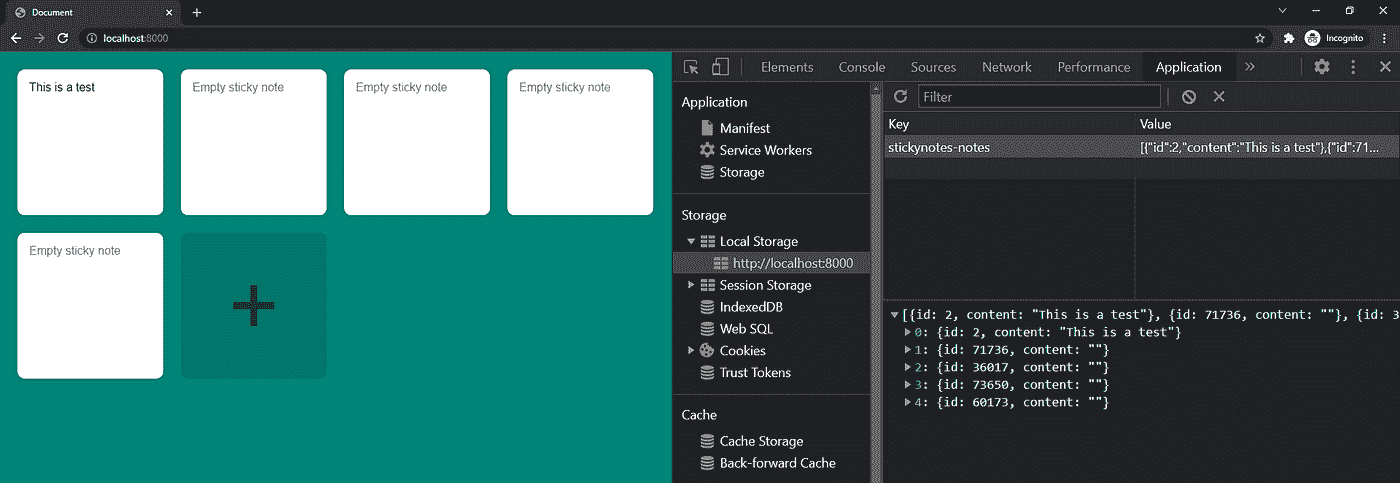 Document
localhost:8000
Incognito
This is a test
Empty sticky note
Empty sticky note
Empty sticky note
Empty sticky note
Elements Console Sources Network Performance Application
Application
Manifest
Service Workers
Storage
Storage
Local Storage
http://localhost:8000
Session Storage
IndexedDB
Web SQL
Cookies
Trust Tokens
Cache
Cache Storage
Back-forward Cache
Filter
Key Value
stickynotes-notes [{"id":2,"content":"This is a test"},{"id":71...
[{id: 2, content: "This is a test"}, {id: 71736, content: ""}, {id: 3
0: {id: 2, content: "This is a test"}
1: {id: 71736, content: ""}
2: {id: 36017, content: ""}
3: {id: 73650, content: ""}
4: {id: 60173, content: ""}